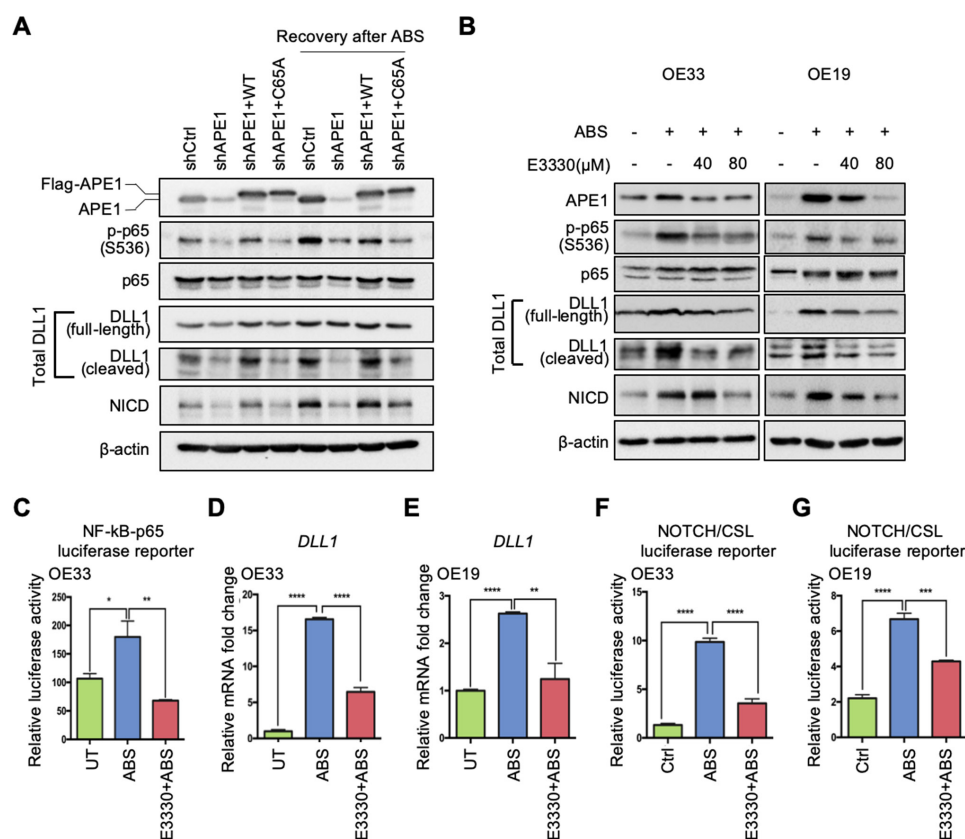 A
Recovery after ABS
shCtrl
shAPE1
shAPE1+WT
shAPE1+C65A
shCtrl
shAPE1
shAPE1+WT
shAPE1+C65A
Flag-APE1
APE1
p-p65
(S536)
p65
Total DLL1
DLL1
(full-length)
DLL1
(cleaved)
NICD
β-actin
B
OE33 OE19
ABS - + + + - + + +
E3330(μM) 40 80 40 80
APE1
p-p65
(S536)
p65
Total DLL1
DLL1
(full-length)
DLL1
(cleaved)
NICD
β-actin
C
NF-kB-p65
luciferase reporter
OE33
Relative luciferase activity
200
150
100
50
0
* **
UT
ABS
E3330+ABS
D
DLL1
OE33
Relative mRNA fold change
20
15
10
5
0
**** ****
UT
ABS
E3330+ABS
E
DLL1
OE19
Relative mRNA fold change
3
2
1
0
**** **
UT
ABS
E3330+ABS
F
NOTCH/CSL
luciferase reporter
OE33
Relative luciferase activity
15
10
5
0
**** ****
Ctrl
ABS
E3330+ABS
G
NOTCH/CSL
luciferase reporter
OE19
Relative luciferase activity
8
6
4
2
0
**** ***
Ctrl
ABS
E3330+ABS